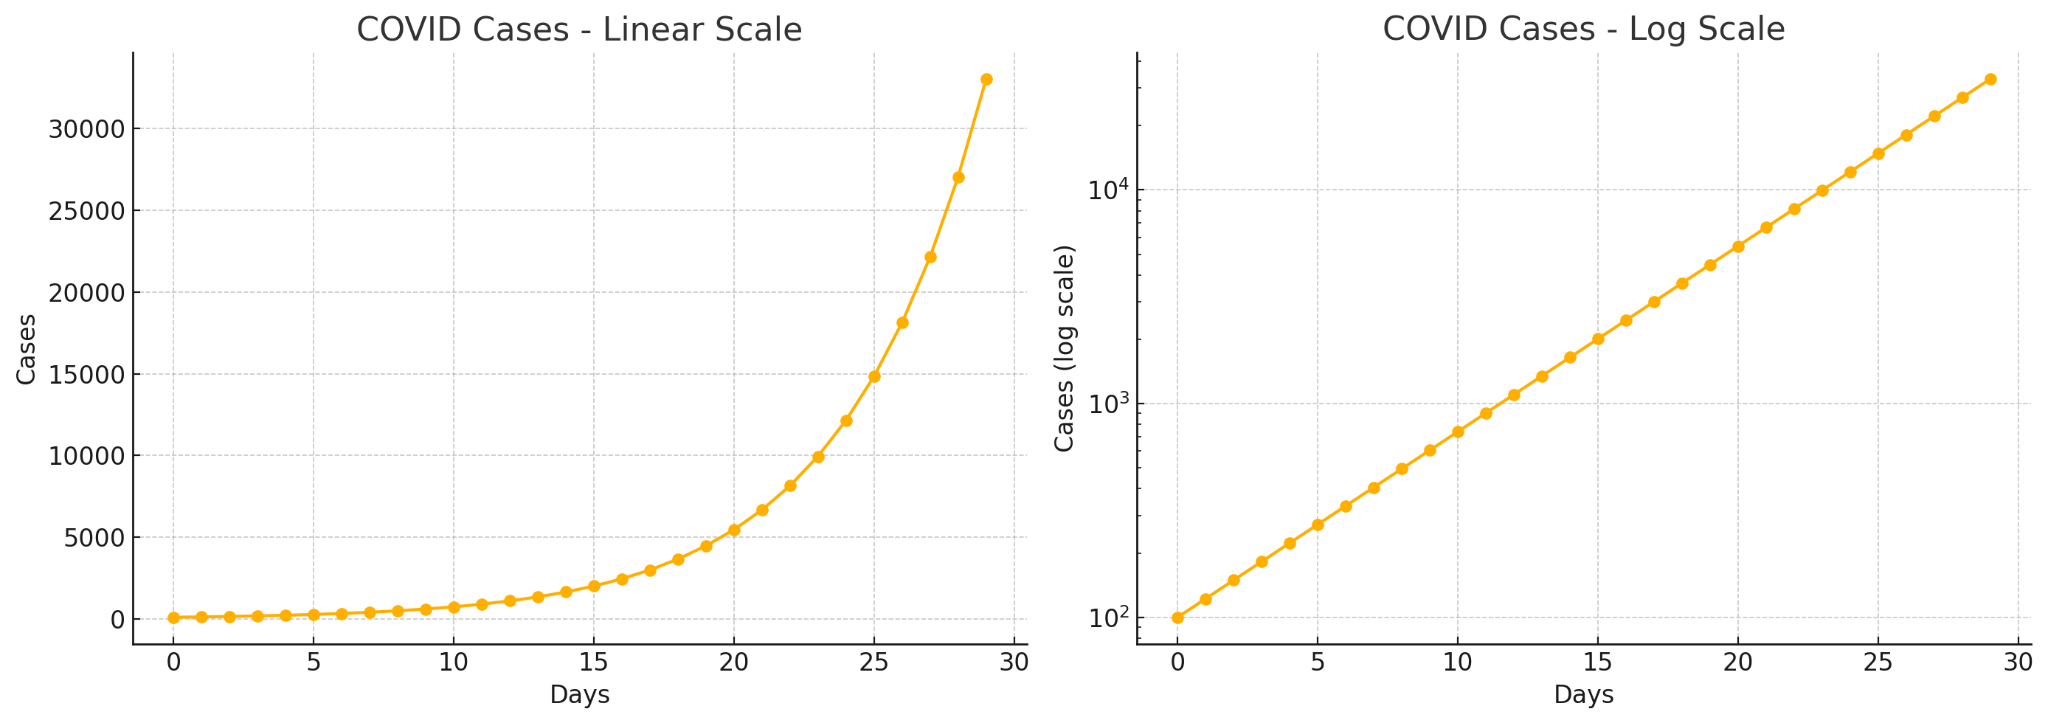 COVID Cases - Linear Scale
Cases
30000
25000
20000
15000
10000
5000
0
0 5 10 15 20 25 30
Days
COVID Cases - Log Scale
Cases (log scale)
10⁴
10³
10²
0 5 10 15 20 25 30
Days